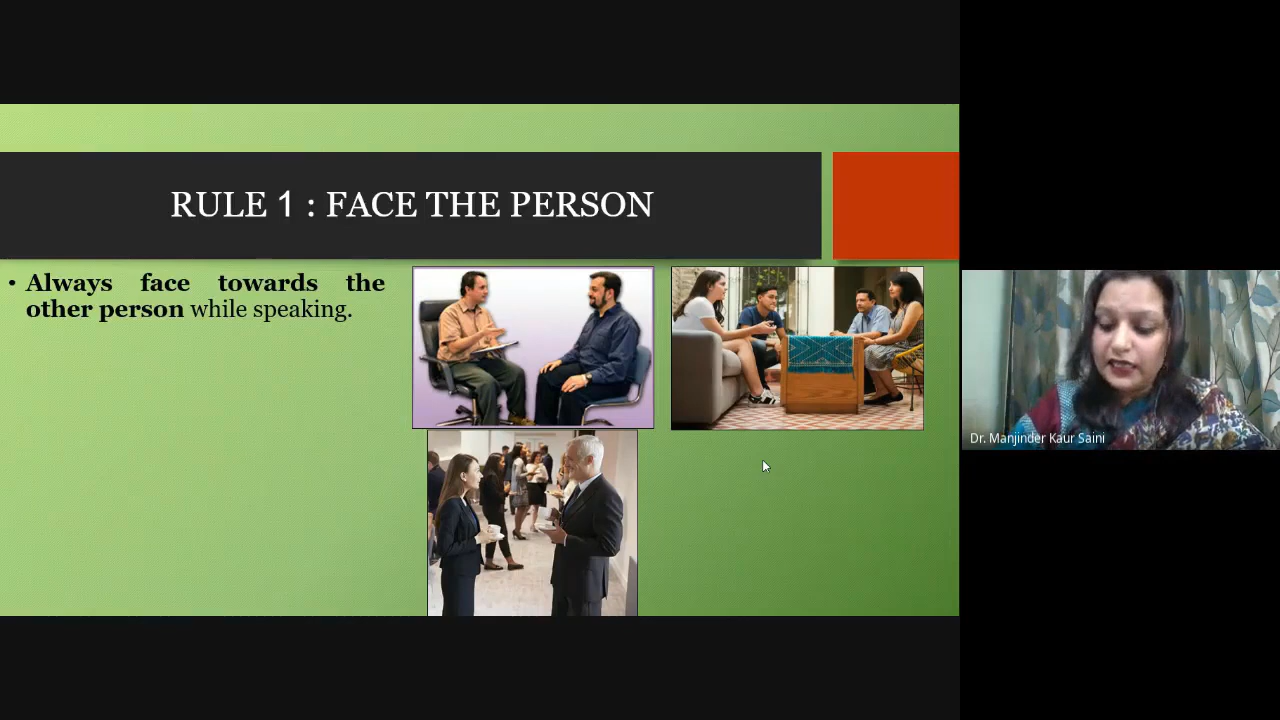 RULE 1 : FACE THE PERSON
• Always face towards the
other person while speaking.
Dr. Manjinder Kaur Saini